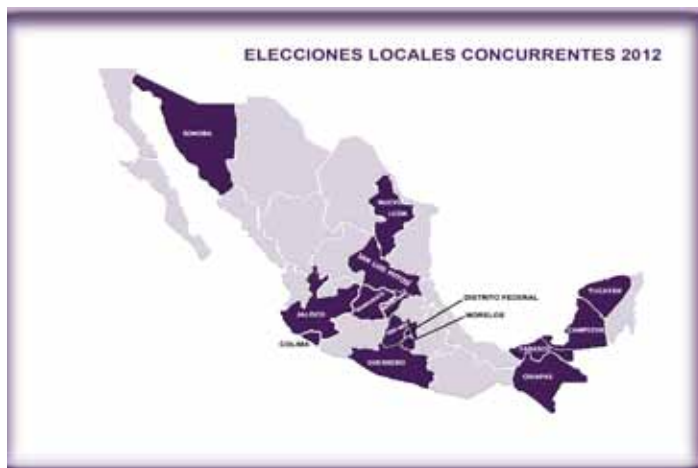 ELECCIONES LOCALES CONCURRENTES 2012
SONORA
NUEVO
LEÓN
SAN LUIS POTOSÍ
YUCATÁN
DISTRITO FEDERAL
JALISCO
MORELOS
CAMPECHE
COLIMA
TABASCO
GUERRERO
CHIAPAS